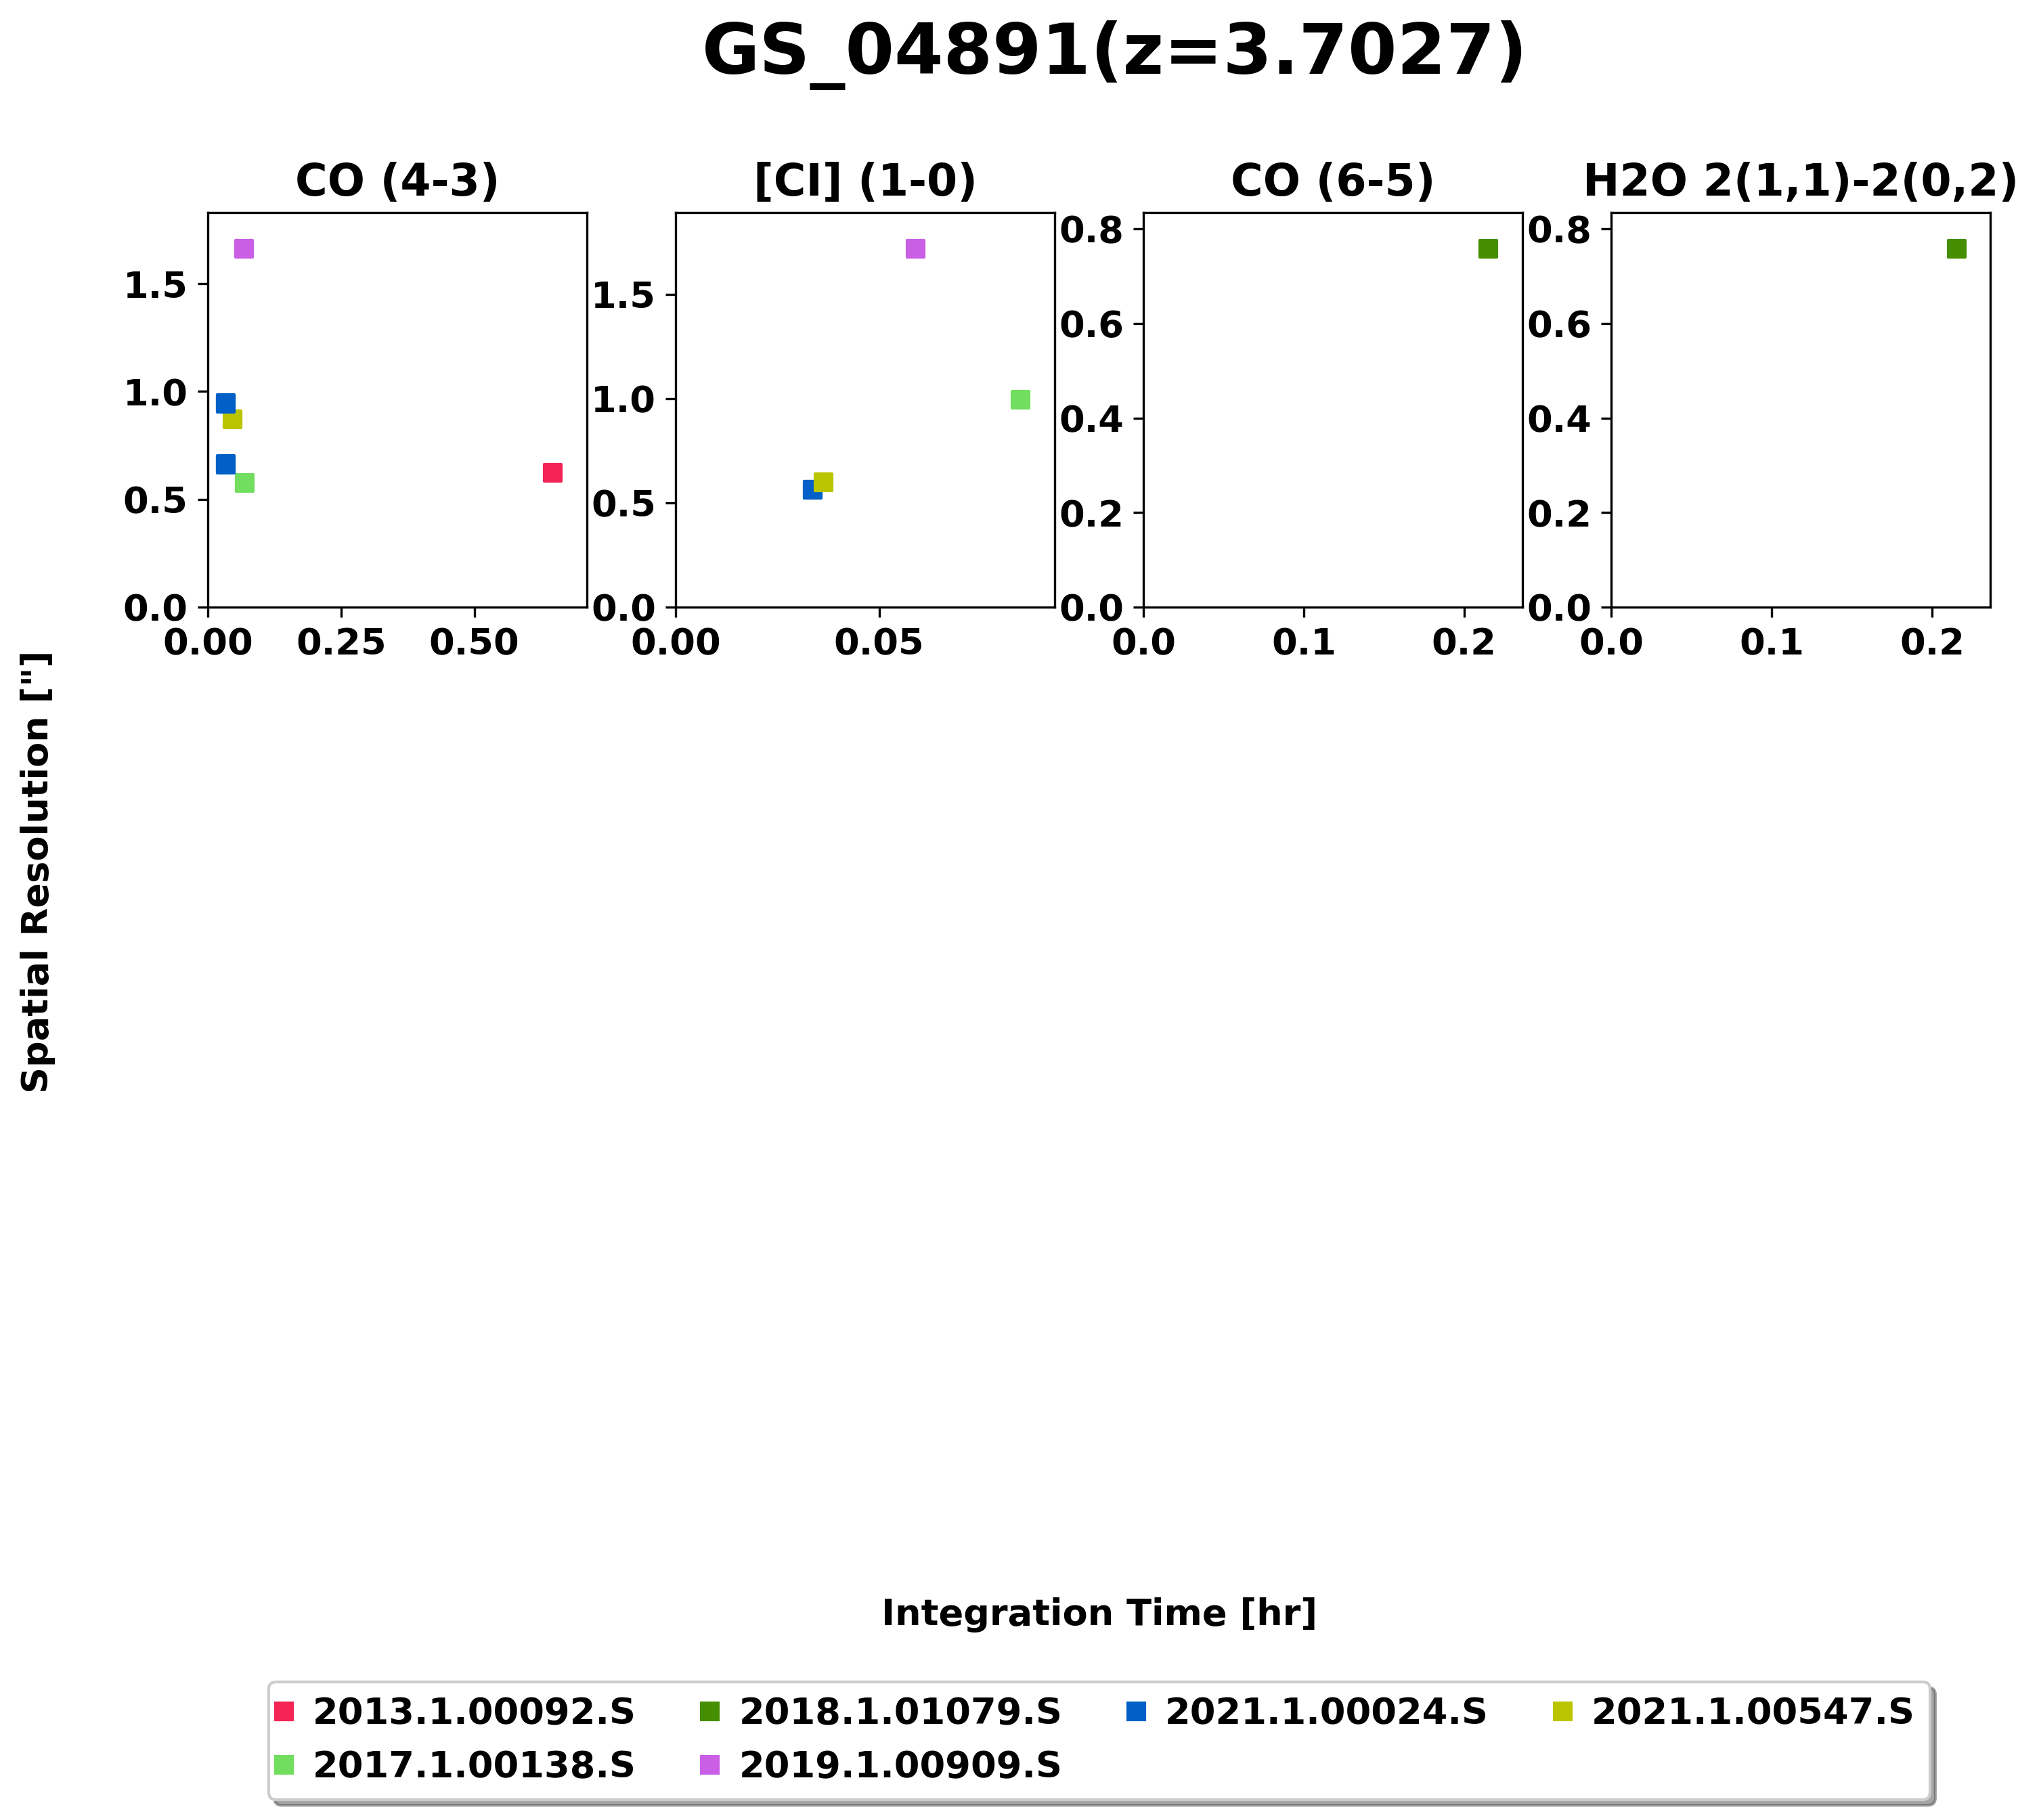 GS_04891(z=3.7027)
CO (4-3)
[CI] (1-0)
CO (6-5)
H2O 2(1,1)-2(0,2)
1.5
1.0
0.5
0.0
0.00 0.25 0.50
1.5
1.0
0.5
0.0
0.00 0.05
0.8
0.6
0.4
0.2
0.0
0.0 0.1 0.2
0.8
0.6
0.4
0.2
0.0
0.0 0.1 0.2
Spatial Resolution ["]
Integration Time [hr]
2013.1.00092.S 2018.1.01079.S 2021.1.00024.S 2021.1.00547.S
2017.1.00138.S 2019.1.00909.S